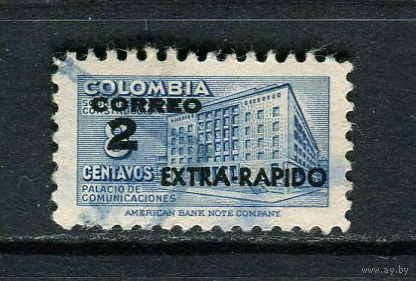 COLOMBIA
CORREO
2
CENTAVOS
EXTRA-RAPIDO
PALACIO DE
COMUNICACIONES
AMERICAN BANK NOTE COMPANY.
www.ay.by